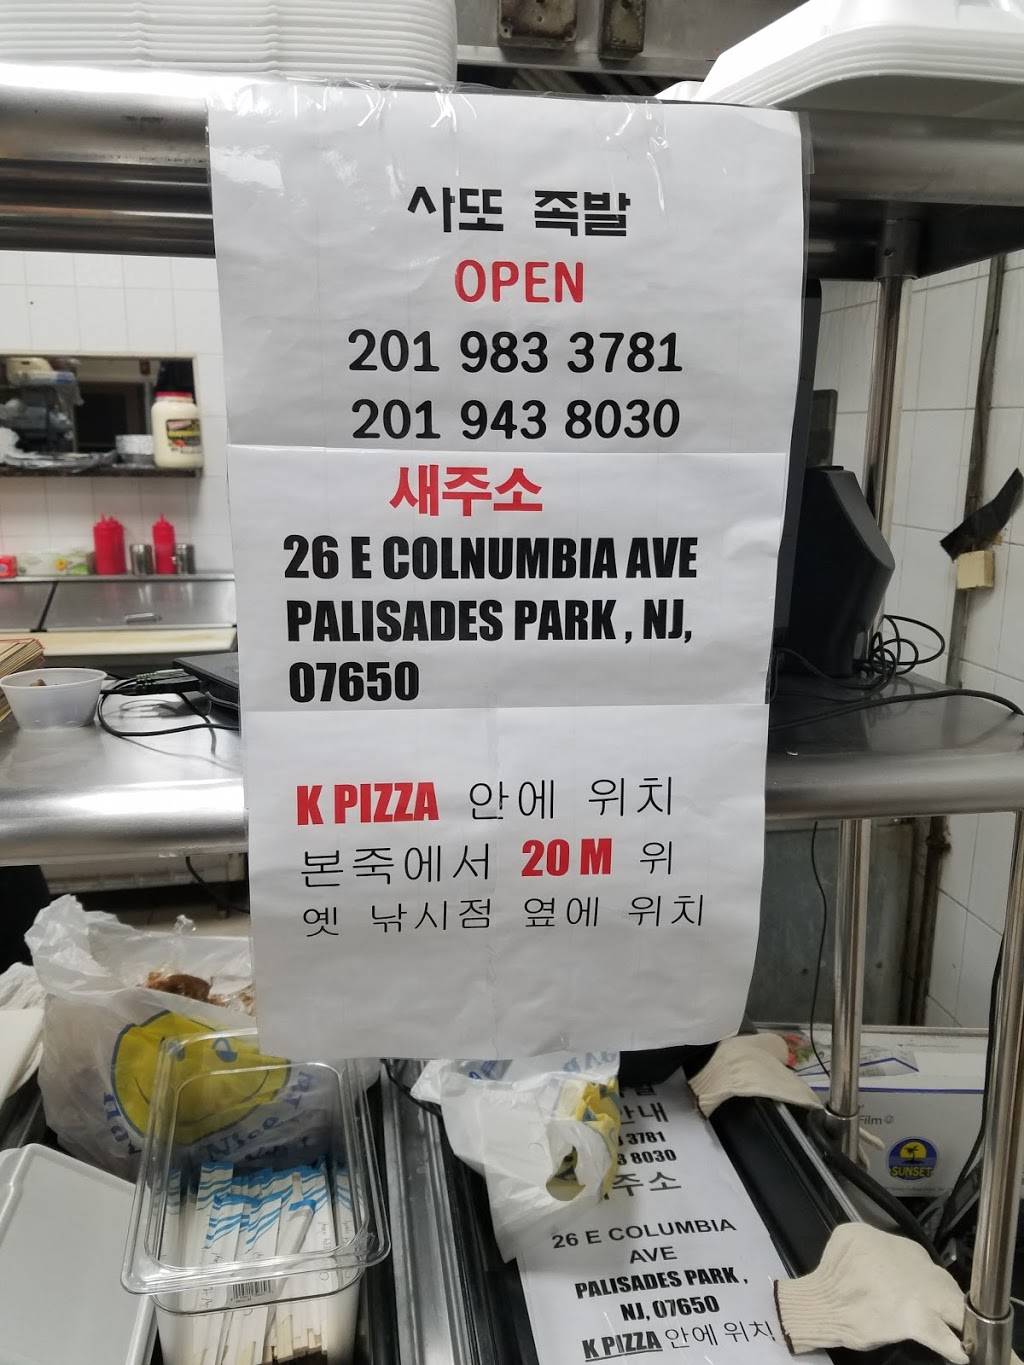 사또 족발
OPEN
201 983 3781
201 943 8030
새주소
26 E COLNUMBIA AVE
PALISADES PARK , NJ,
07650
K PIZZA 안에 위치
본죽에서 20 M 위
옛 낚시점 옆에 위치
안내
3781
8030
주소
26 E COLUMBIA
AVE
PALISADES PARK ,
NJ, 07650
K PIZZA 안에 위치
Film
SUNSET
Nice